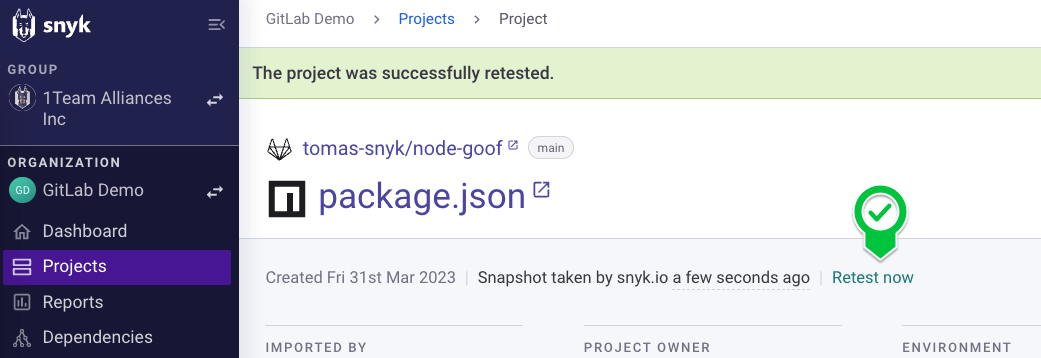 snyk
GROUP
1Team Alliances
Inc
ORGANIZATION
GD GitLab Demo
Dashboard
Projects
Reports
Dependencies
GitLab Demo > Projects > Project
The project was successfully retested.
tomas-snyk/node-goof main
package.json
Created Fri 31st Mar 2023 | Snapshot taken by snyk.io a few seconds ago | Retest now
IMPORTED BY PROJECT OWNER ENVIRONMENT